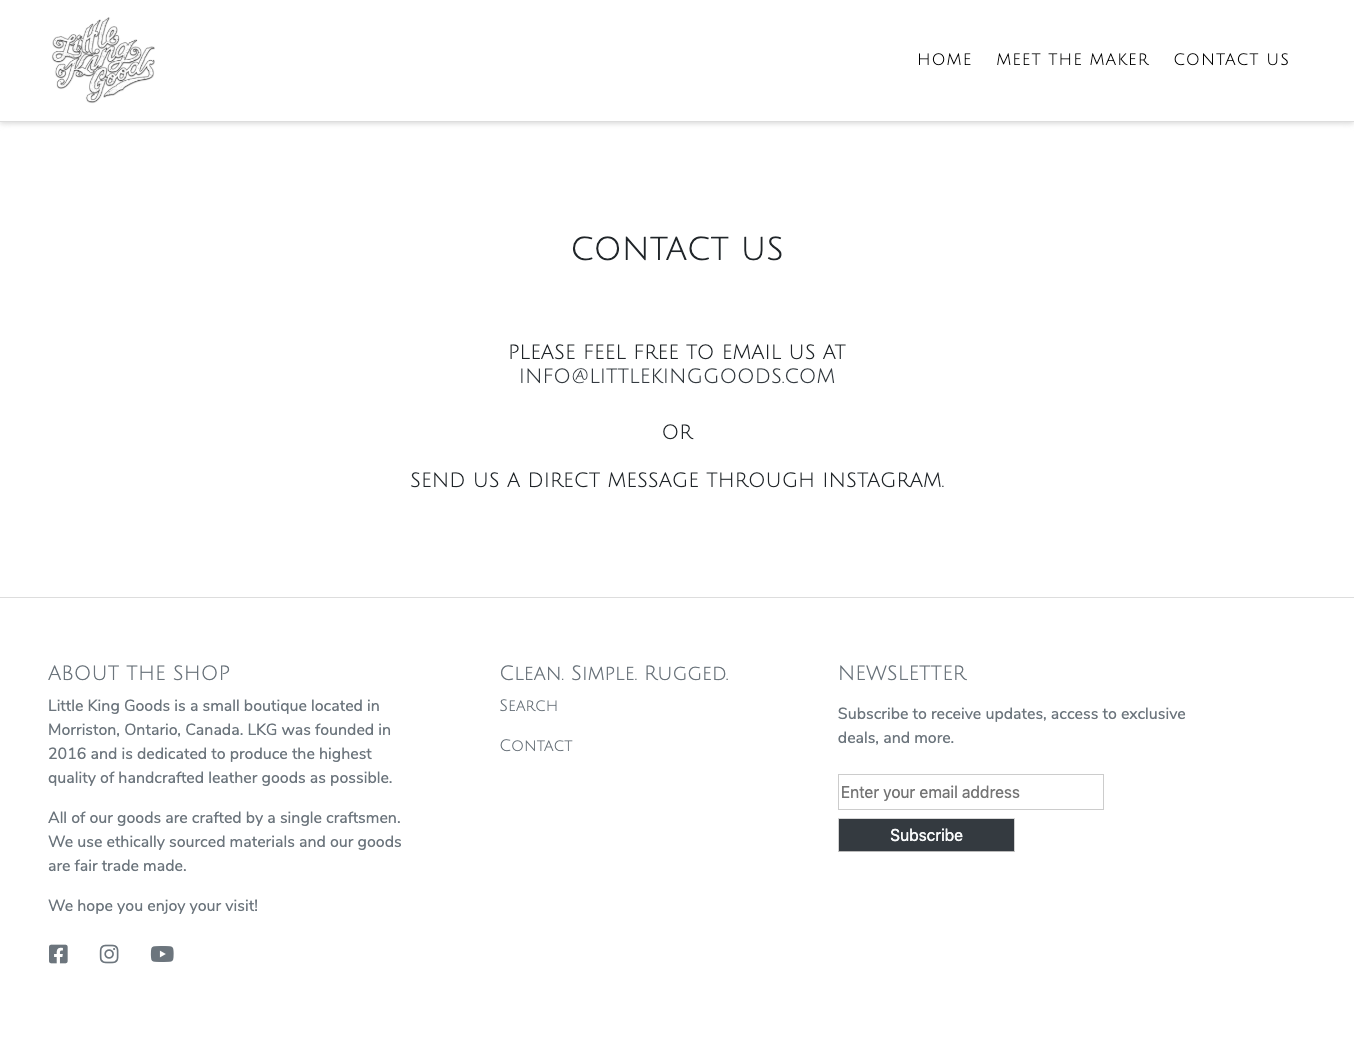 Little
King
Goods
HOME MEET THE MAKER CONTACT US
CONTACT US
PLEASE FEEL FREE TO EMAIL US AT
INFO@LITTLEKINGGOODS.COM
OR
SEND US A DIRECT MESSAGE THROUGH INSTAGRAM.
ABOUT THE SHOP
Little King Goods is a small boutique located in
Morriston, Ontario, Canada. LKG was founded in
2016 and is dedicated to produce the highest
quality of handcrafted leather goods as possible.
All of our goods are crafted by a single craftsmen.
We use ethically sourced materials and our goods
are fair trade made.
We hope you enjoy your visit!
Clean. Simple. Rugged.
Search
Contact
NEWSLETTER
Subscribe to receive updates, access to exclusive
deals, and more.
Enter your email address
Subscribe